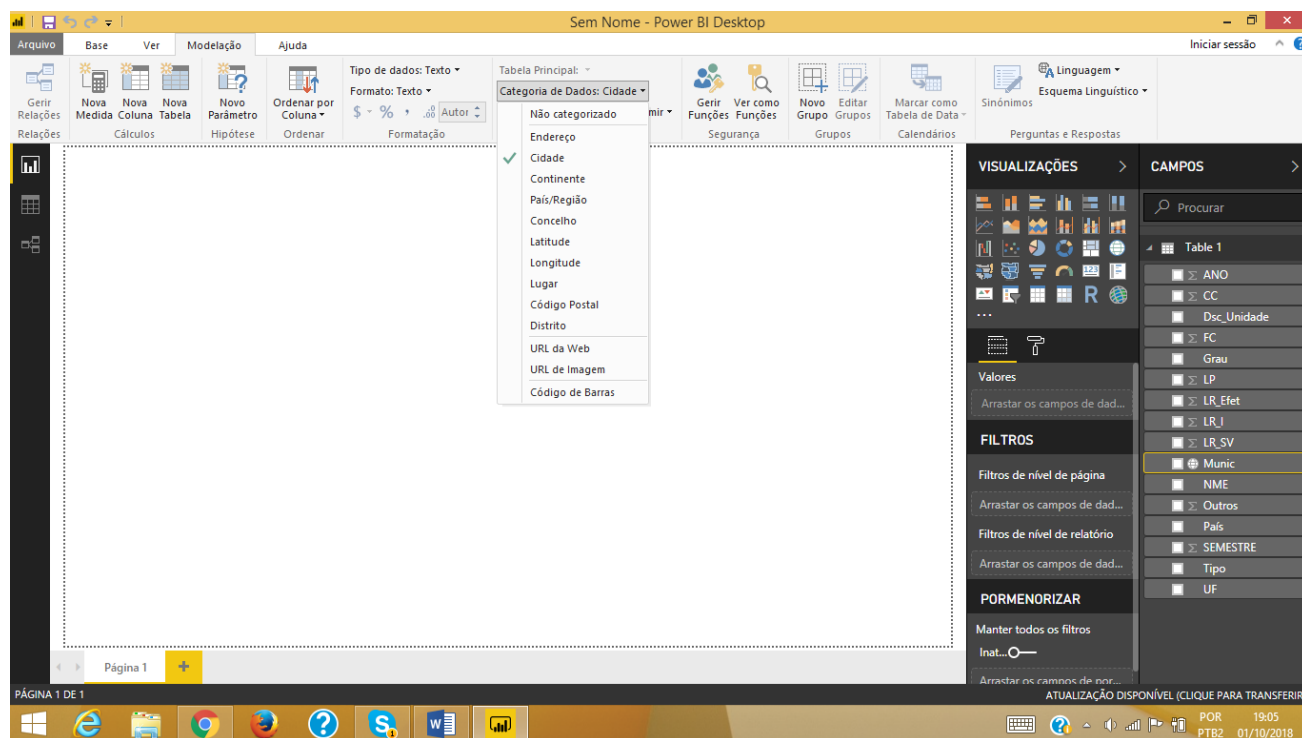 Sem Nome - Power BI Desktop
Arquivo Base Ver Modelação Ajuda Iniciar sessão
Gerir Relações
Nova Medida
Nova Coluna
Nova Tabela
Novo Parâmetro
Ordenar por Coluna
Tipo de dados: Texto
Formato: Texto
$ % , .00 Autor
Tabela Principal:
Categoria de Dados: Cidade
mir
Gerir Funções
Ver como Funções
Novo Grupo
Editar Grupos
Marcar como Tabela de Data
Sinónimos
Linguagem
Esquema Linguístico
Relações Cálculos Hipótese Ordenar Formatação Segurança Grupos Calendários Perguntas e Respostas
Não categorizado
Endereço
Cidade
Continente
País/Região
Concelho
Latitude
Longitude
Lugar
Código Postal
Distrito
URL da Web
URL de Imagem
Código de Barras
VISUALIZAÇÕES
123
R
...
Valores
Arrastar os campos de dad...
FILTROS
Filtros de nível de página
Arrastar os campos de dad...
Filtros de nível de relatório
Arrastar os campos de dad...
PORMENORIZAR
Manter todos os filtros
Inat...
Arrastar os campos de por...
CAMPOS
Procurar
Table 1
∑ ANO
∑ CC
Dsc_Unidade
∑ FC
Grau
∑ LP
∑ LR_Efet
∑ LR_I
∑ LR_SV
Munic
NME
∑ Outros
País
∑ SEMESTRE
Tipo
UF
Página 1 +
PÁGINA 1 DE 1
ATUALIZAÇÃO DISPONÍVEL (CLIQUE PARA TRANSFERIR
POR 19:05
PTB2 01/10/2018